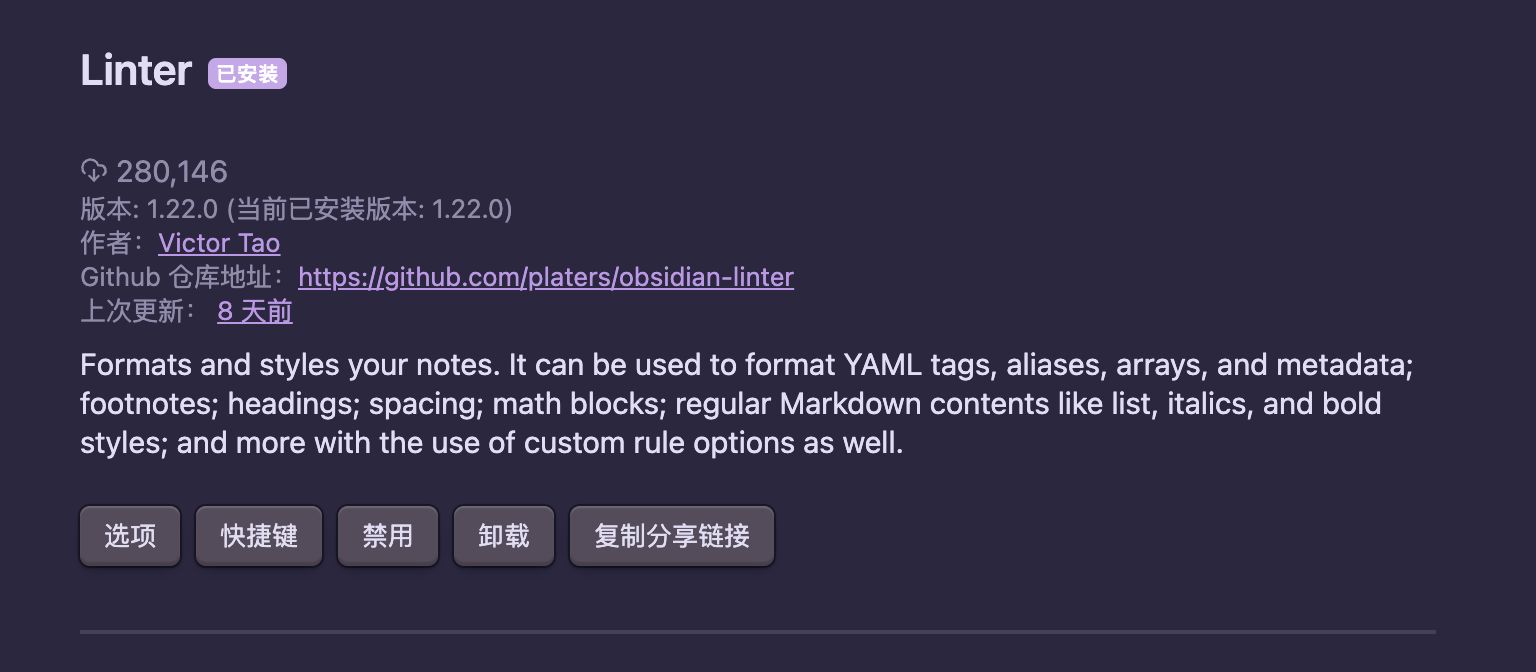 Linter 已安装
280,146
版本: 1.22.0 (当前已安装版本: 1.22.0)
作者：Victor Tao
Github 仓库地址：https://github.com/platers/obsidian-linter
上次更新： 8 天前
Formats and styles your notes. It can be used to format YAML tags, aliases, arrays, and metadata;
footnotes; headings; spacing; math blocks; regular Markdown contents like list, italics, and bold
styles; and more with the use of custom rule options as well.
选项 快捷键 禁用 卸载 复制分享链接